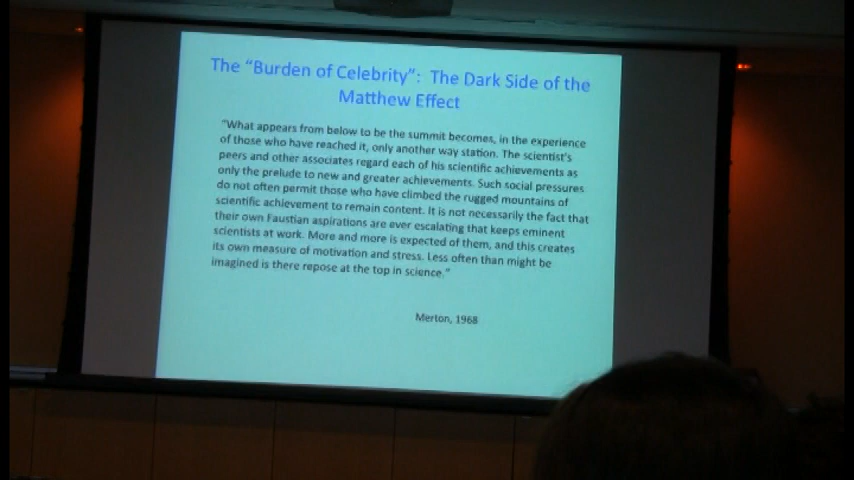 The "Burden of Celebrity": The Dark Side of the
Matthew Effect
"What appears from below to be the summit becomes, in the experience
of those who have reached it, only another way station. The scientist's
peers and other associates regard each of his scientific achievements as
only the prelude to new and greater achievements. Such social pressures
do not often permit those who have climbed the rugged mountains of
scientific achievement to remain content. It is not necessarily the fact that
their own Faustian aspirations are ever escalating that keeps eminent
scientists at work. More and more is expected of them, and this creates
its own measure of motivation and stress. Less often than might be
imagined is there repose at the top in science."
Merton, 1968